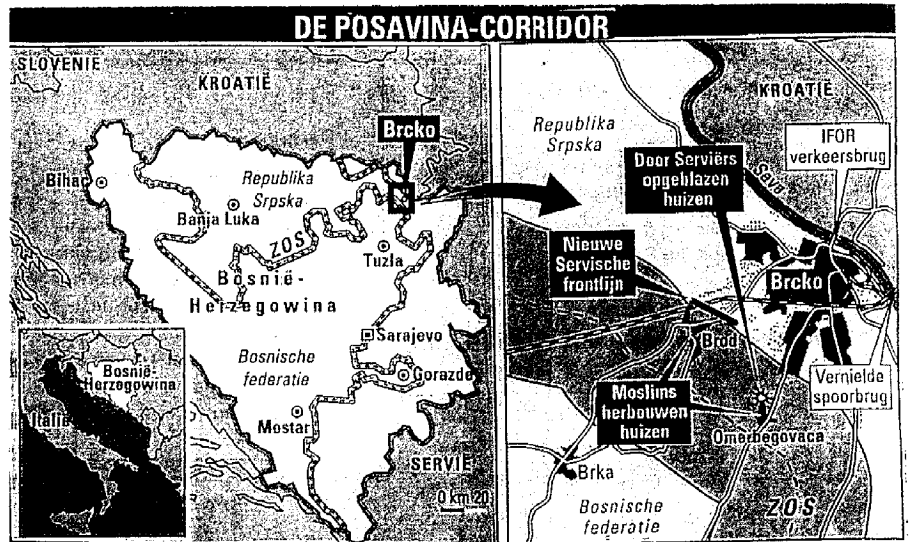 DE POSAVINA-CORRIDOR
SLOVENIË
KROATIË
Brcko
Bihac
Republika
Srpska
Banja Luka
ZOS
Tuzla
Bosnië-
Herzegowina
Sarajevo
Bosnische
federatie
Gorazde
Mostar
SERVIË
0 km 20
Bosnië-
Herzegowina
Italië
KROATIË
Republika
Srpska
IFOR
verkeersbrug
Door Serviërs
opgeblazen
huizen
Sava
Nieuwe
Servische
frontlijn
Brcko
Brod
Moslims
herbouwen
huizen
Vernielde
spoorbrug
Omerbegovaca
Brka
Bosnische
federatie
ZOS